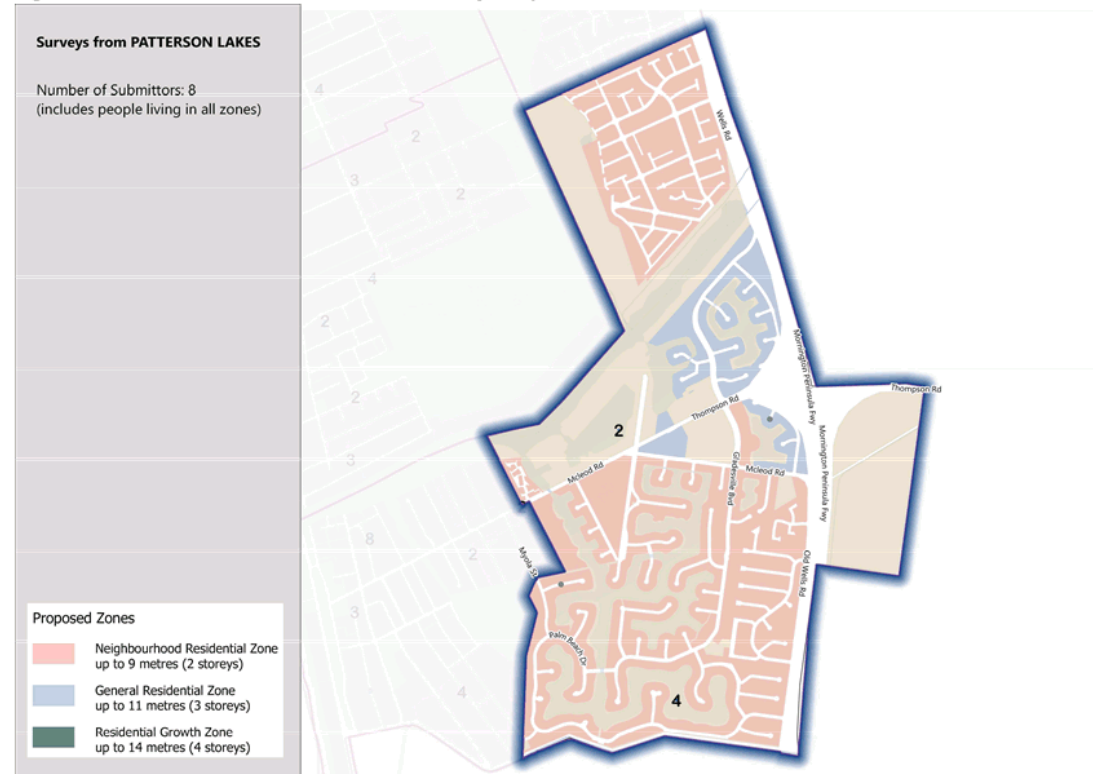 Surveys from PATTERSON LAKES
Number of Submittors: 8
(includes people living in all zones)
4
2
3
2
4
2
2
3
8
2
3
4
Wells Rd
Mornington Peninsula Fwy
Thompson Rd
Thompson Rd
2
Mcleod Rd
Mcleod Rd
Gladesville Bvd
Mornington Peninsula Fwy
Myola St
Old Wells Rd
Palm Beach Dr
4
Proposed Zones
Neighbourhood Residential Zone
up to 9 metres (2 storeys)
General Residential Zone
up to 11 metres (3 storeys)
Residential Growth Zone
up to 14 metres (4 storeys)